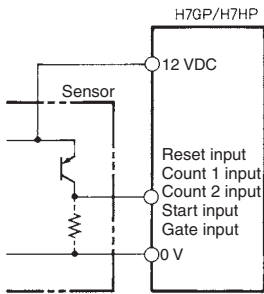 H7GP/H7HP
12 VDC
Sensor
Reset input
Count 1 input
Count 2 input
Start input
Gate input
0 V